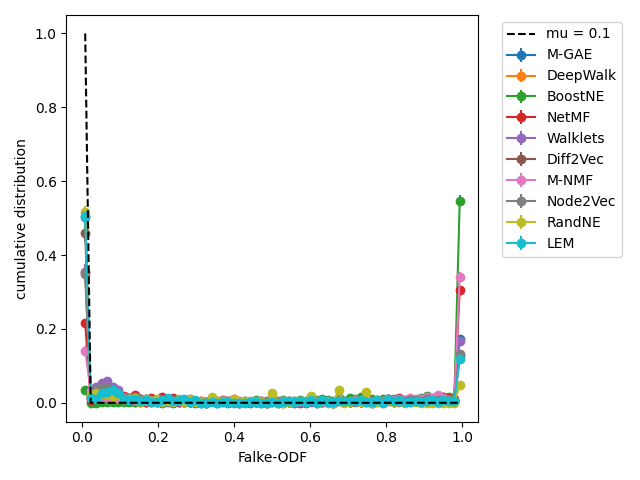 1.0
0.8
0.6
0.4
0.2
0.0
cumulative distribution
0.0 0.2 0.4 0.6 0.8 1.0
Falke-ODF
mu = 0.1
M-GAE
DeepWalk
BoostNE
NetMF
Walklets
Diff2Vec
M-NMF
Node2Vec
RandNE
LEM